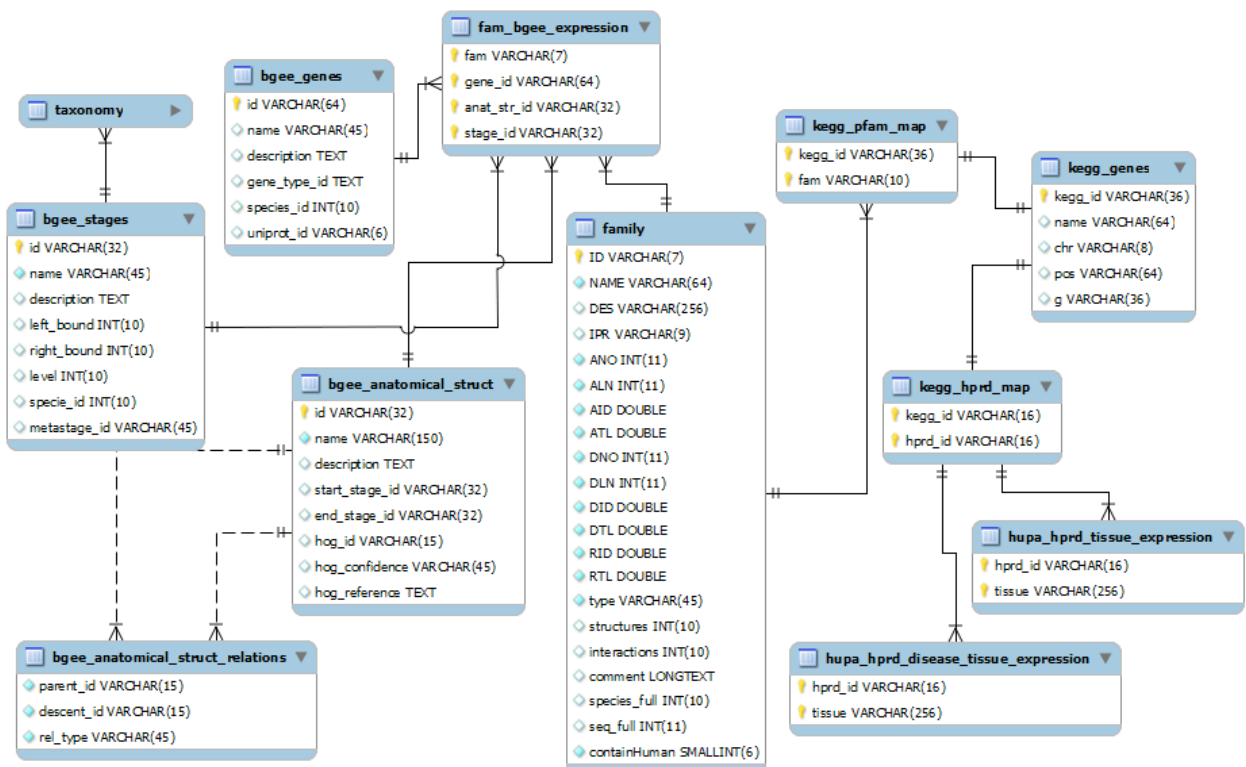 taxonomy
bgee_stages
id VARCHAR(32)
name VARCHAR(45)
description TEXT
left_bound INT(10)
right_bound INT(10)
level INT(10)
specie_id INT(10)
metastage_id VARCHAR(45)
bgee_genes
id VARCHAR(64)
name VARCHAR(45)
description TEXT
gene_type_id TEXT
species_id INT(10)
uniprot_id VARCHAR(6)
fam_bgee_expression
fam VARCHAR(7)
gene_id VARCHAR(64)
anat_str_id VARCHAR(32)
stage_id VARCHAR(32)
bgee_anatomical_struct
id VARCHAR(32)
name VARCHAR(150)
description TEXT
start_stage_id VARCHAR(32)
end_stage_id VARCHAR(32)
hog_id VARCHAR(15)
hog_confidence VARCHAR(45)
hog_reference TEXT
bgee_anatomical_struct_relations
parent_id VARCHAR(15)
descent_id VARCHAR(15)
rel_type VARCHAR(45)
family
ID VARCHAR(7)
NAME VARCHAR(64)
DES VARCHAR(256)
IPR VARCHAR(9)
ANO INT(11)
ALN INT(11)
AID DOUBLE
ATL DOUBLE
DNO INT(11)
DLN INT(11)
DID DOUBLE
DTL DOUBLE
RID DOUBLE
RTL DOUBLE
type VARCHAR(45)
structures INT(10)
interactions INT(10)
comment LONGTEXT
species_full INT(10)
seq_full INT(11)
containHuman SMALLINT(6)
kegg_pfam_map
kegg_id VARCHAR(36)
fam VARCHAR(10)
kegg_genes
kegg_id VARCHAR(36)
name VARCHAR(64)
chr VARCHAR(8)
pos VARCHAR(64)
g VARCHAR(36)
kegg_hprd_map
kegg_id VARCHAR(16)
hprd_id VARCHAR(16)
hupa_hprd_tissue_expression
hprd_id VARCHAR(16)
tissue VARCHAR(256)
hupa_hprd_disease_tissue_expression
hprd_id VARCHAR(16)
tissue VARCHAR(256)